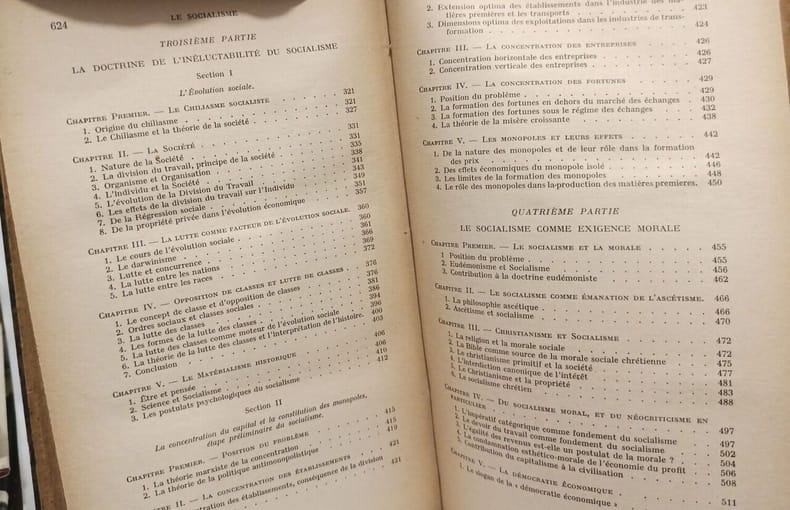 624
LE SOCIALISME
TROISIÈME PARTIE
LA DOCTRINE DE L'INÉLUCTABILITÉ DU SOCIALISME
Section I
L'Évolution sociale.
CHAPITRE PREMIER. — LE CHILIASME SOCIALISTE . . . 321
1. Origine du chiliasme . . . 321
2. Le Chiliasme et la théorie de la société . . . 327
CHAPITRE II. — LA SOCIÉTÉ . . . 331
1. Nature de la Société . . . 331
2. La division du travail, principe de la société . . . 335
3. Organisme et Organisation . . . 338
4. L'Individu et la Société . . . 341
5. L'évolution de la Division du Travail . . . 343
6. Les effets de la division du travail sur l'Individu . . . 349
7. De la Régression sociale . . . 351
8. De la propriété privée dans l'évolution économique . . . 357
CHAPITRE III. — LA LUTTE COMME FACTEUR DE L'ÉVOLUTION SOCIALE. 360
1. Le cours de l'évolution sociale . . . 360
2. Le darwinisme . . . 361
3. Lutte et concurrence . . . 366
4. La lutte entre les nations . . . 369
5. La lutte entre les races . . . 372
CHAPITRE IV. — OPPOSITION DE CLASSES ET LUTTE DE CLASSES . . . 376
1. Le concept de classe et d'opposition de classes . . . 376
2. Ordres sociaux et classes sociales . . . 381
3. La lutte des classes . . . 386
4. Les formes de la lutte des classes . . . 394
5. La lutte des classes comme moteur de l'évolution sociale . . . 396
6. La théorie de la lutte des classes et l'interprétation de l'histoire. 400
7. Conclusion . . . 403
CHAPITRE V. — LE MATÉRIALISME HISTORIQUE . . . 406
1. Être et pensée . . . 406
2. Science et Socialisme . . . 410
3. Les postulats psychologiques du socialisme . . . 412
Section II
La concentration du capital et la constitution des monopoles,
étape préliminaire du socialisme.
CHAPITRE PREMIER. — POSITION DU PROBLÈME . . . 415
1. La théorie marxiste de la concentration . . . 415
2. La théorie de la politique antimonopolistique . . . 419
II. — LA CONCENTRATION DES ÉTABLISSEMENTS . . . 421
des établissements, conséquence de la division
421
2. Extension optima des établissements dans l'industrie des
tières premières et les transports . . . 423
3. Dimensions optima des exploitations dans les industries de trans-
formation . . . 424
CHAPITRE III. — LA CONCENTRATION DES ENTREPRISES . . . 426
1. Concentration horizontale des entreprises . . . 426
2. Concentration verticale des entreprises . . . 427
CHAPITRE IV. — LA CONCENTRATION DES FORTUNES . . . 429
1. Position du problème . . . 429
2. La formation des fortunes en dehors du marché des échanges . 430
3. La formation des fortunes sous le régime des échanges . . . 432
4. La théorie de la misère croissante . . . 438
CHAPITRE V. — LES MONOPOLES ET LEURS EFFETS . . . 442
1. De la nature des monopoles et de leur rôle dans la formation
des prix . . . 442
2. Des effets économiques du monopole isolé . . . 446
3. Les limites de la formation des monopoles . . . 448
4. Le rôle des monopoles dans la production des matières premières. 450
QUATRIÈME PARTIE
LE SOCIALISME COMME EXIGENCE MORALE
CHAPITRE PREMIER. — LE SOCIALISME ET LA MORALE . . . 455
1 Position du problème . . . 455
2. Eudémonisme et Socialisme . . . 456
3. Contribution à la doctrine eudémoniste . . . 462
CHAPITRE II. — LE SOCIALISME COMME ÉMANATION DE L'ASCÉTISME. 466
1. La philosophie ascétique . . . 466
2. Ascétisme et socialisme . . . 470
CHAPITRE III. — CHRISTIANISME ET SOCIALISME . . . 472
1. La religion et la morale sociale . . . 472
2. La Bible comme source de la morale sociale chrétienne . . . 475
3. Le christianisme primitif et la société . . . 477
4. L'interdiction canonique de l'intérêt . . . 481
5. Le Christianisme et la propriété . . . 483
Le socialisme chrétien . . . 488
CHAPITRE IV. — DU SOCIALISME MORAL, ET DU NÉOCRITICISME EN
PARTICULIER . . . 497
1. L'impératif catégorique comme fondement du socialisme . . . 497
2. Le devoir du travail comme fondement du socialisme . . . 502
3. L'égalité des revenus est-elle un postulat de la morale ? . . . 504
4. La condamnation esthético-morale de l'économie du profit . . . 506
5. Contribution du capitalisme à la civilisation . . . 508
CHAPITRE V. — LA DÉMOCRATIE ÉCONOMIQUE . . . 511
1. Le slogan de la « démocratie économique »